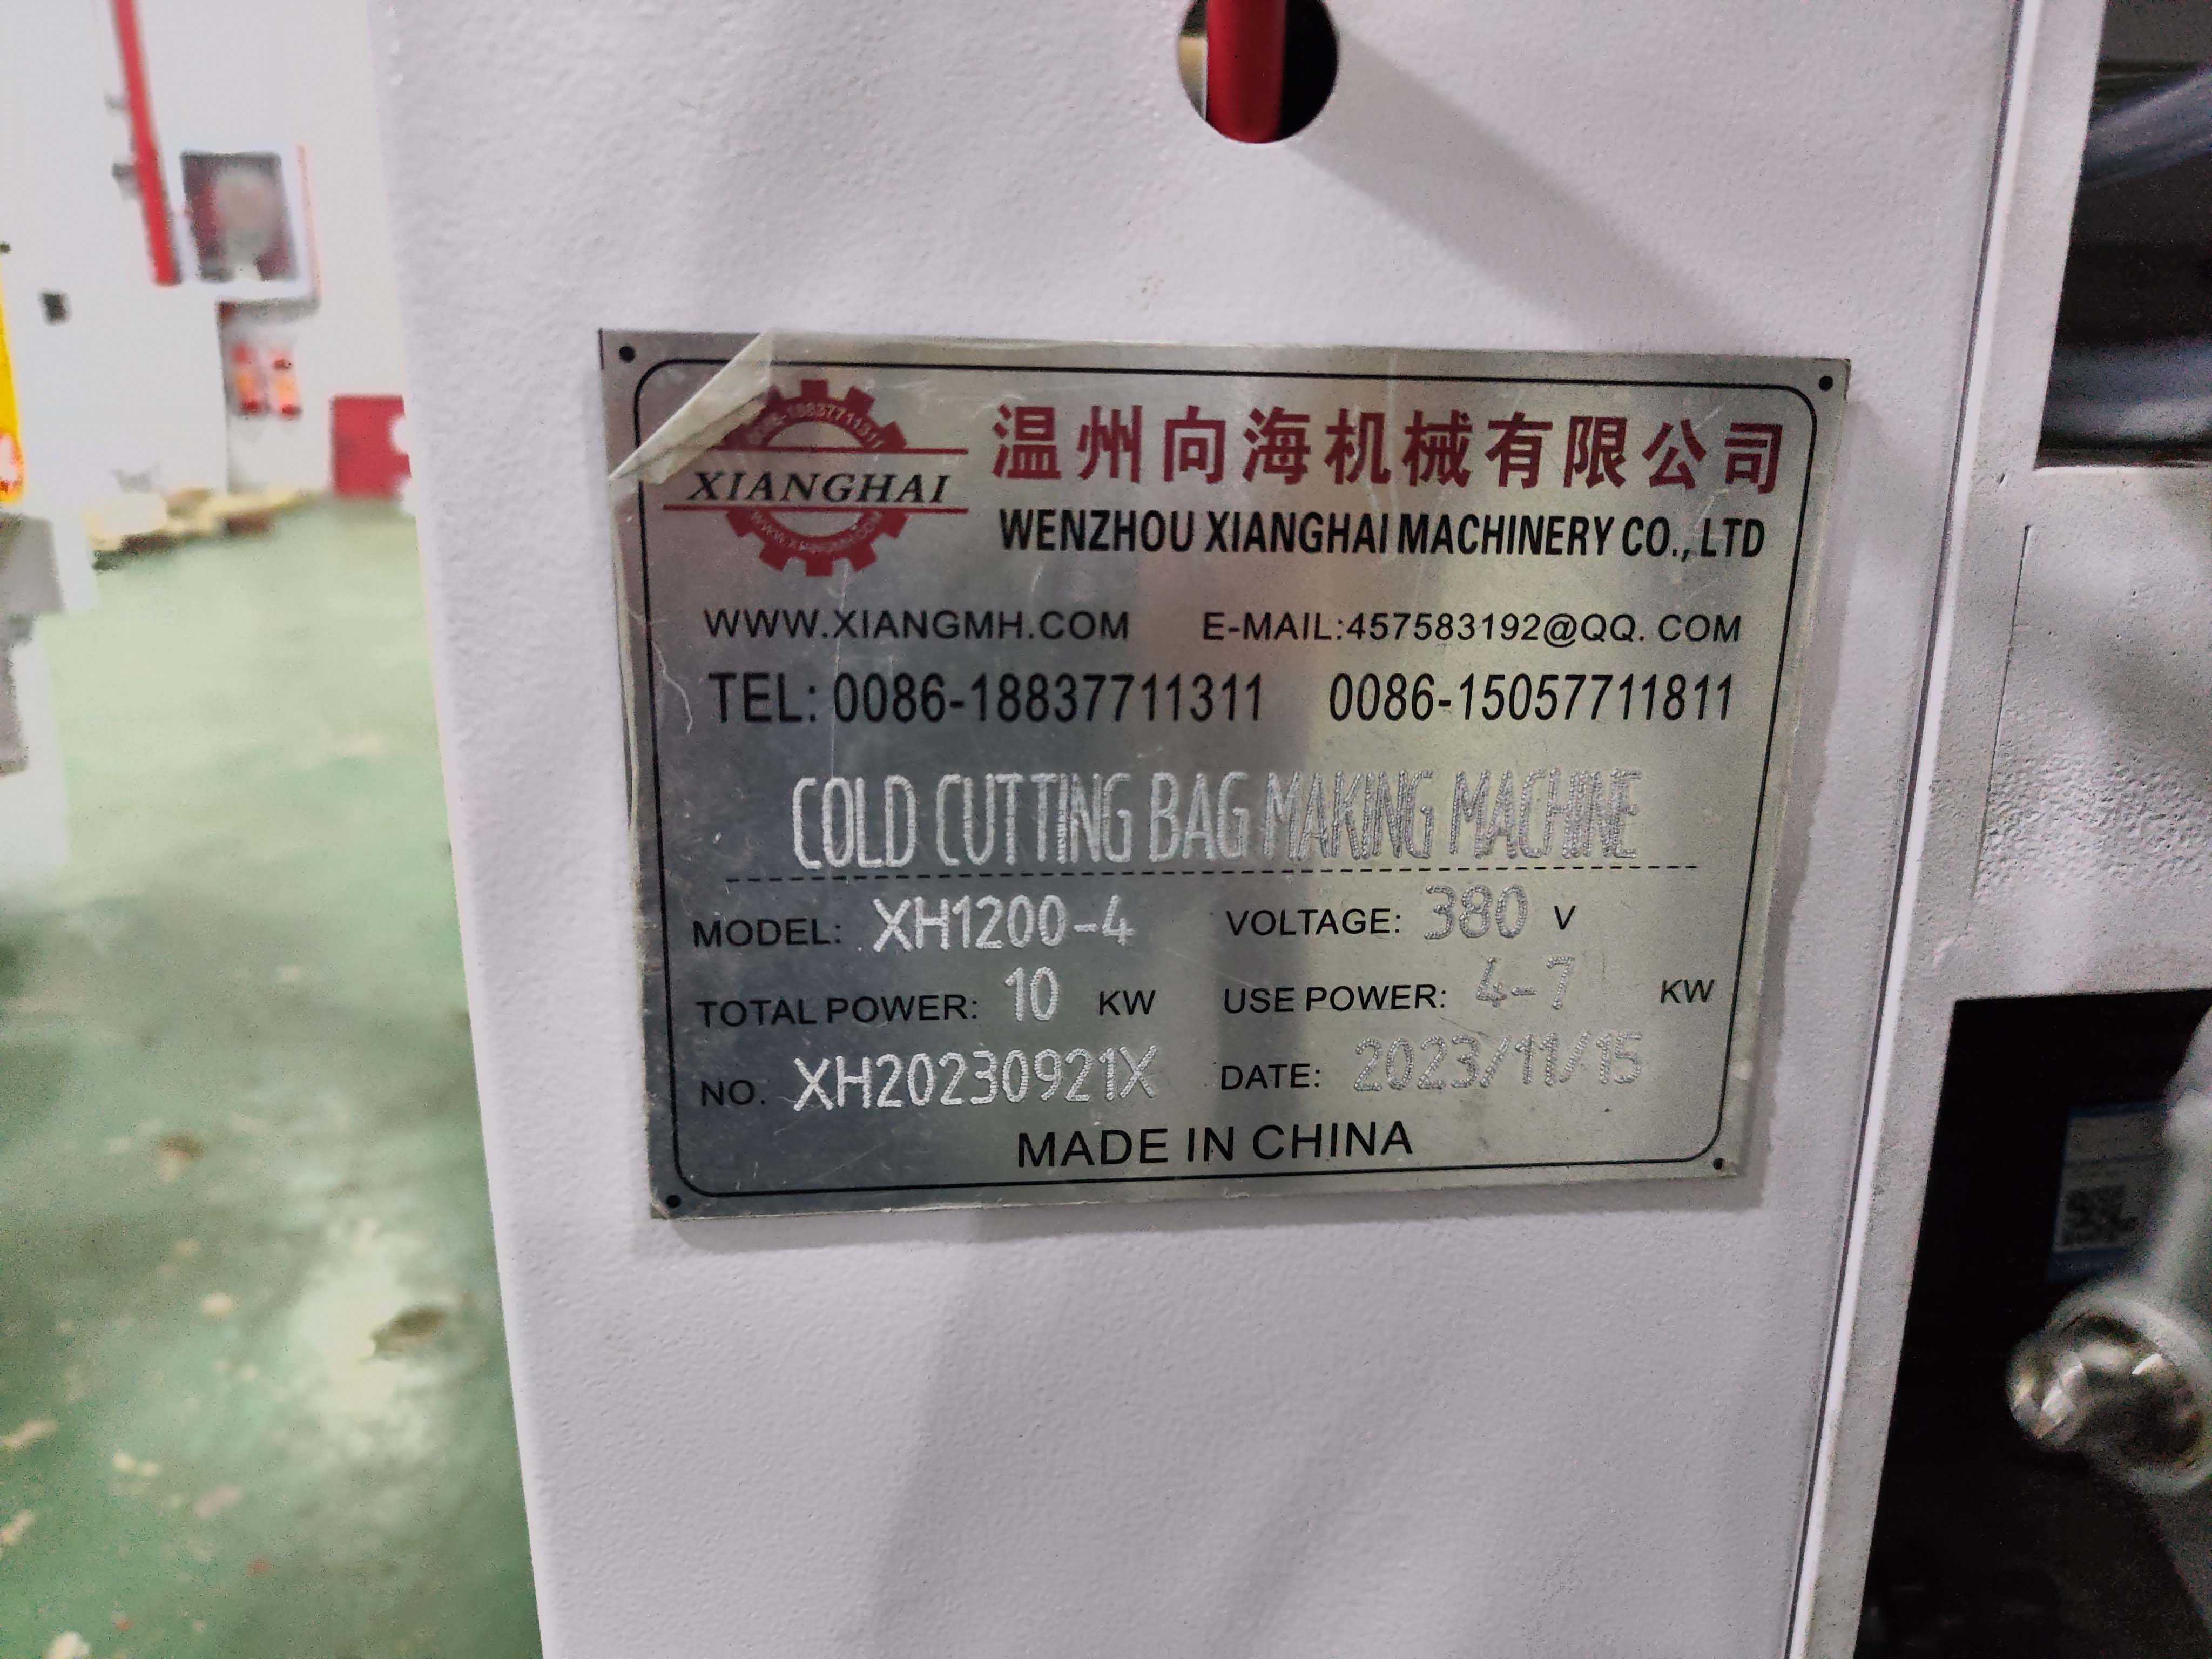 XIANGHAI
温州向海机械有限公司
WENZHOU XIANGHAI MACHINERY CO., LTD
WWW.XIANGMH.COM E-MAIL:457583192@QQ. COM
TEL: 0086-18837711311 0086-15057711811
COLD CUTTING BAG MAKING MACHINE
MODEL: XH1200-4 VOLTAGE: 380 V
TOTAL POWER: 10 KW USE POWER: 4-7 KW
NO. XH20230921X DATE: 2023/11/15
MADE IN CHINA